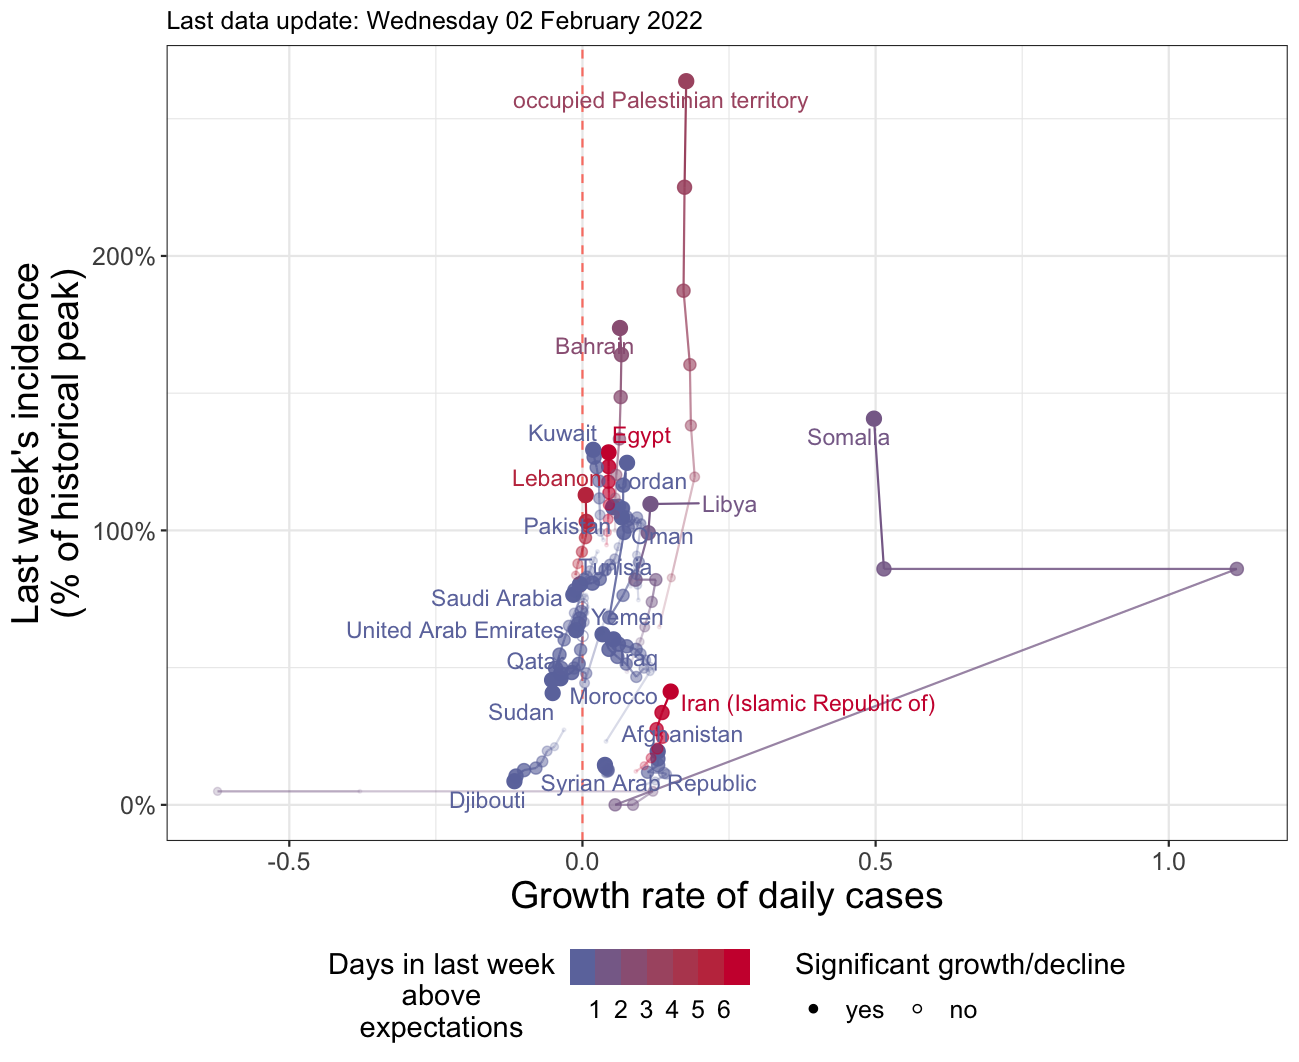 Last data update: Wednesday 02 February 2022
Last week's incidence
(% of historical peak)
200%
100%
0%
occupied Palestinian territory
Bahrain
Kuwait
Egypt
Somalia
Lebanon
Jordan
Libya
Pakistan
Oman
Tunisia
Saudi Arabia
Yemen
United Arab Emirates
Qatar
Iraq
Morocco
Iran (Islamic Republic of)
Sudan
Afghanistan
Syrian Arab Republic
Djibouti
-0.5 0.0 0.5 1.0
Growth rate of daily cases
Days in last week
above
expectations
1 2 3 4 5 6
Significant growth/decline
yes no